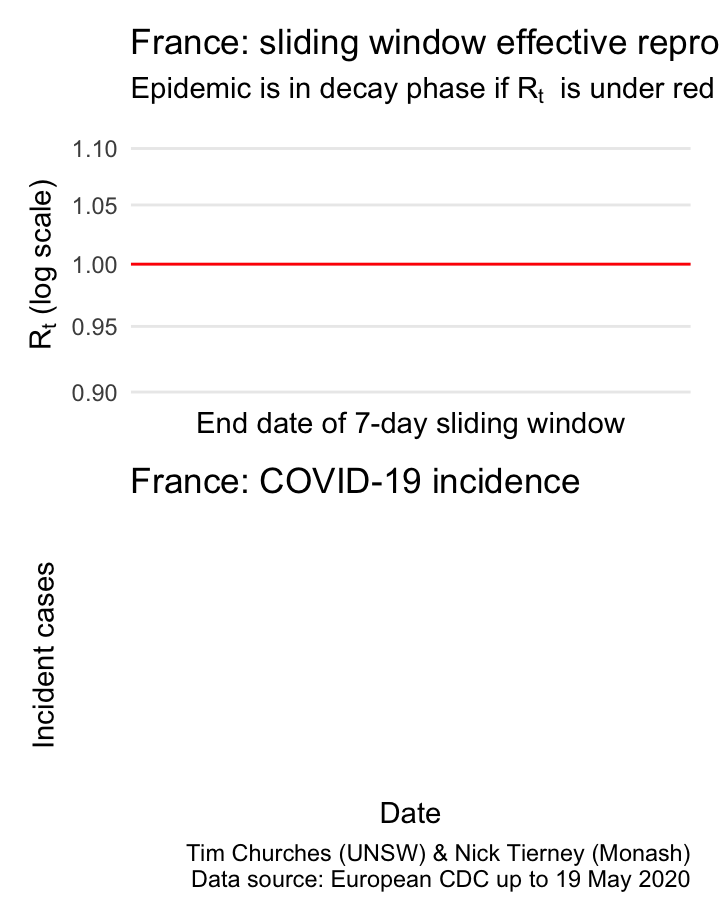 France: sliding window effective repro
Epidemic is in decay phase if Rt is under red
1.10
1.05
1.00
0.95
0.90
Rt (log scale)
End date of 7-day sliding window
France: COVID-19 incidence
Incident cases
Date
Tim Churches (UNSW) & Nick Tierney (Monash)
Data source: European CDC up to 19 May 2020